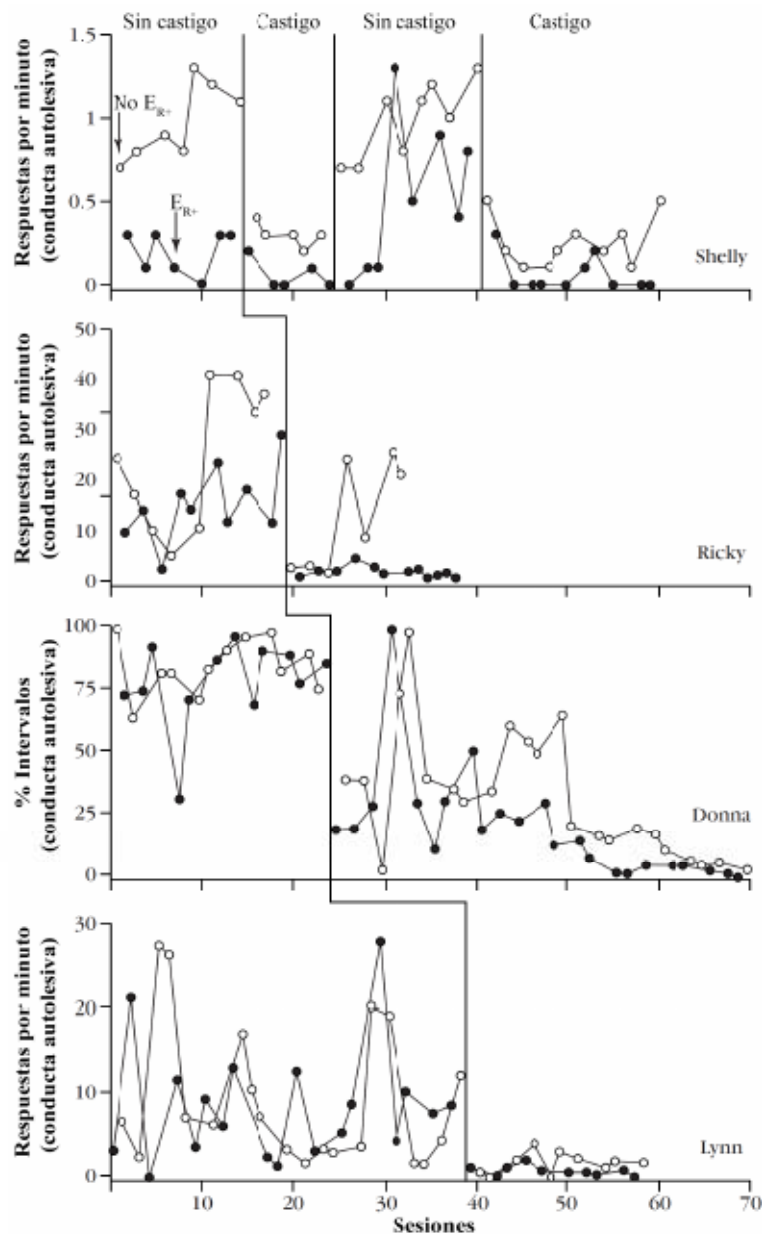 Sin castigo Castigo Sin castigo Castigo
Respuestas por minuto
(conducta autolesiva)
1.5
1
0.5
0
No E_R+
E_R+
Shelly
Respuestas por minuto
(conducta autolesiva)
50
40
30
20
10
0
Ricky
% Intervalos
(conducta autolesiva)
100
75
50
25
0
Donna
Respuestas por minuto
(conducta autolesiva)
30
20
10
0
Lynn
10 20 30 40 50 60 70
Sesiones